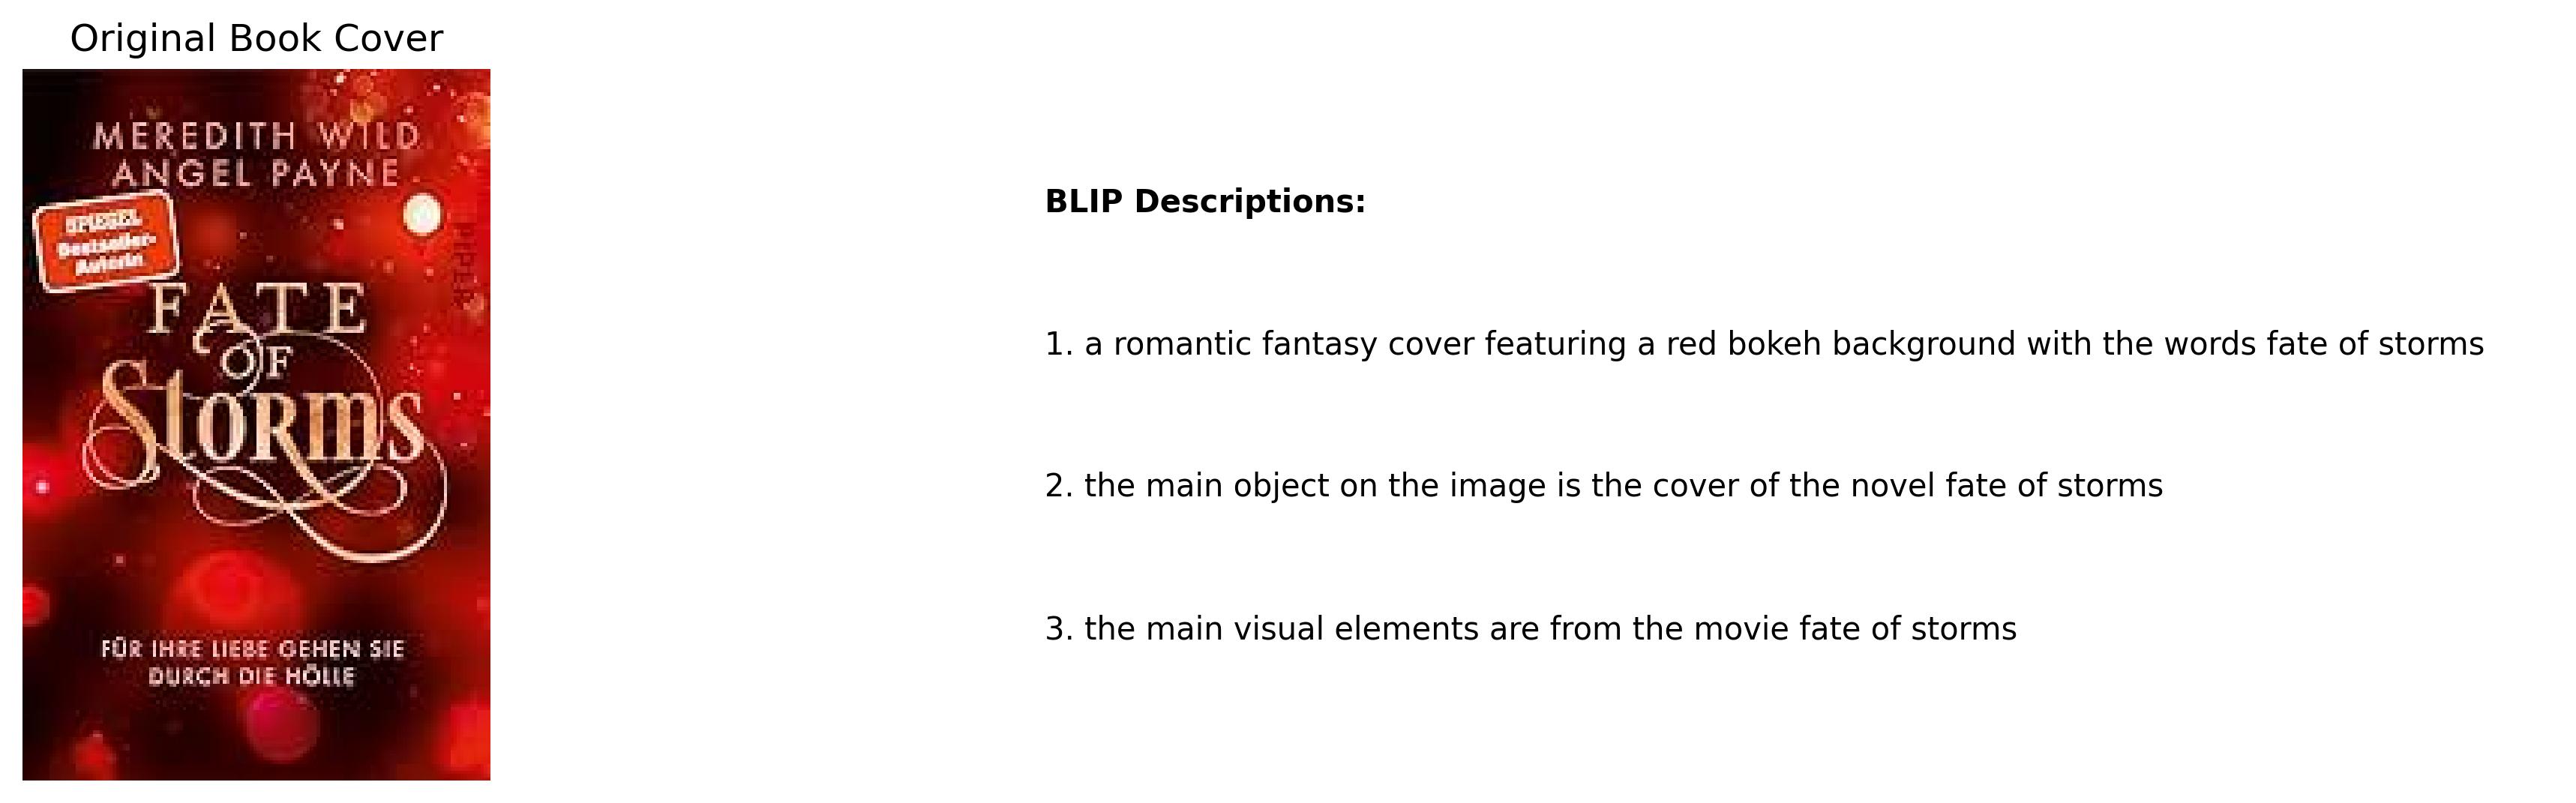 Original Book Cover
MEREDITH WILD
ANGEL PAYNE
SPIEGEL
Bestseller-
Autorin
PIPER
FATE
OF
STORMS
FÜR IHRE LIEBE GEHEN SIE
DURCH DIE HÖLLE
BLIP Descriptions:
1. a romantic fantasy cover featuring a red bokeh background with the words fate of storms
2. the main object on the image is the cover of the novel fate of storms
3. the main visual elements are from the movie fate of storms